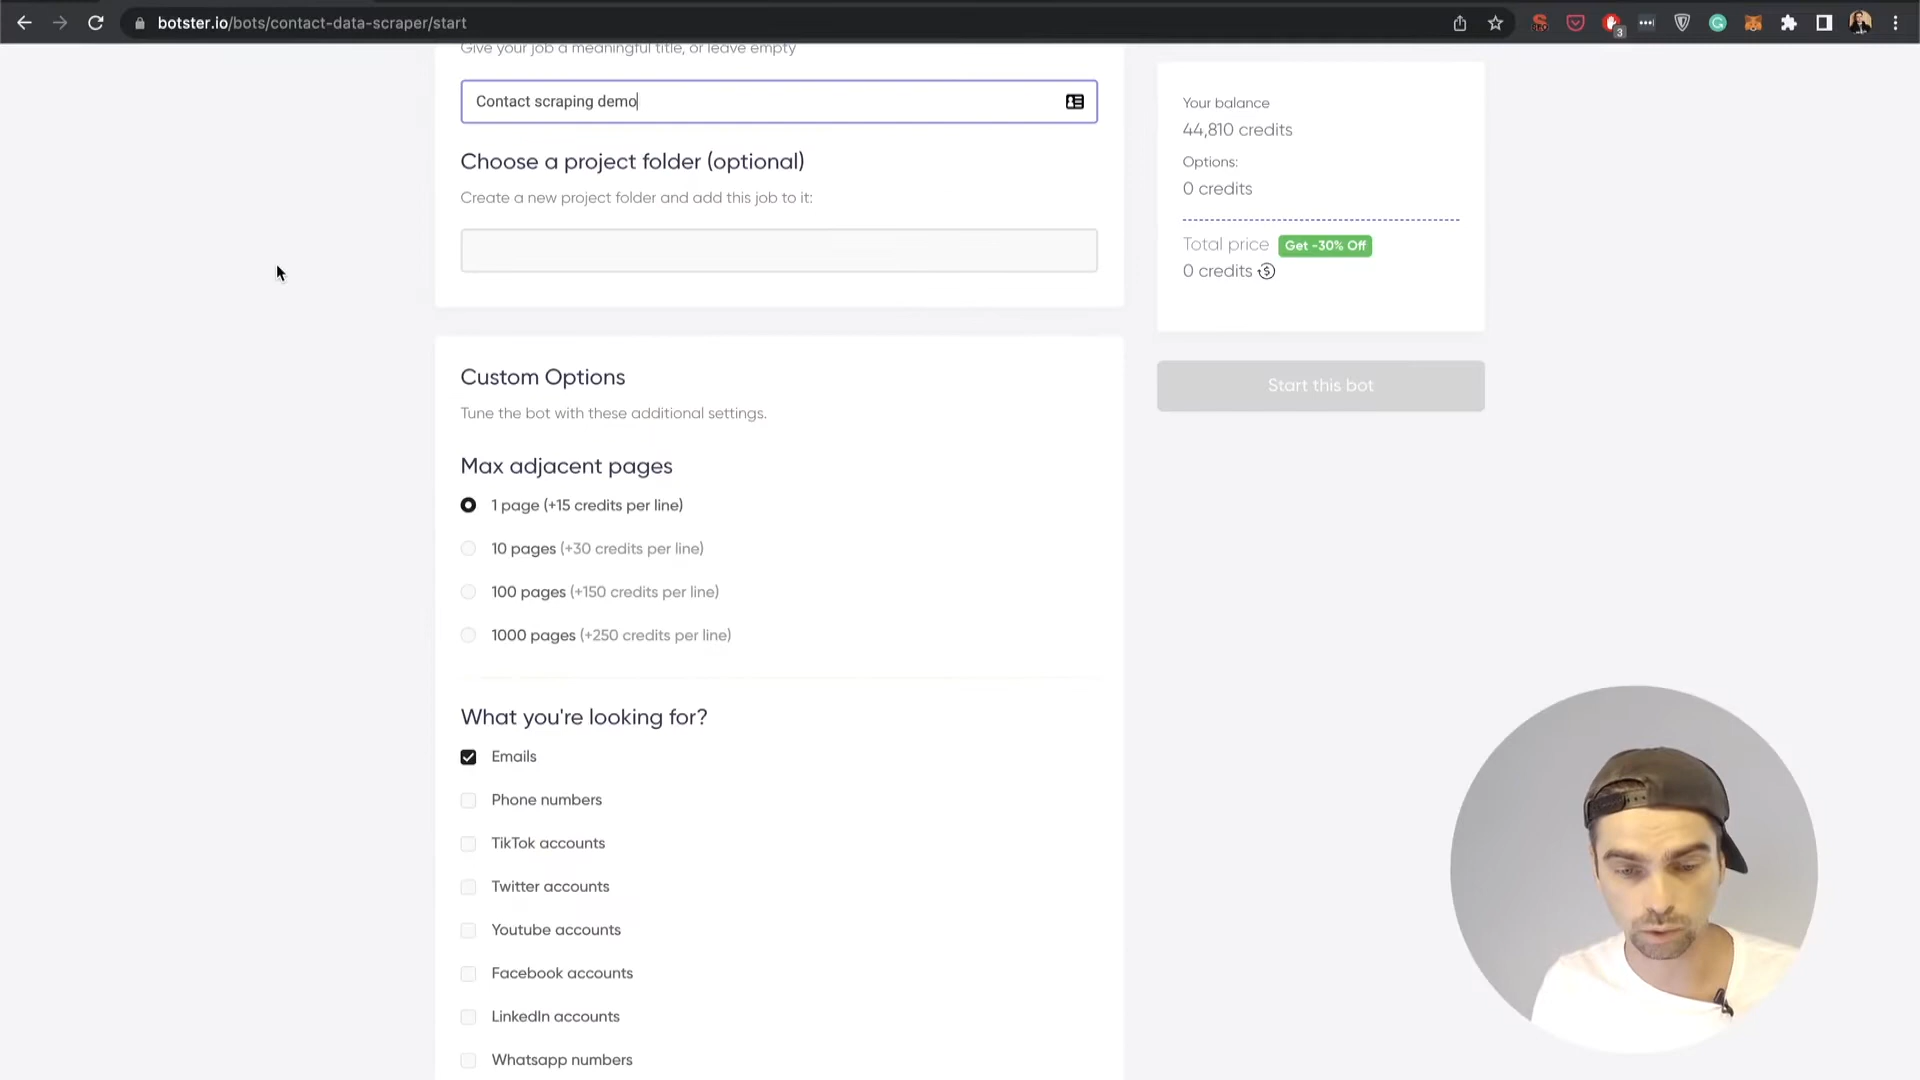 botster.io/bots/contact-data-scraper/start
3
Give your job a meaningful title, or leave empty
Contact scraping demo
Choose a project folder (optional)
Create a new project folder and add this job to it:
Custom Options
Tune the bot with these additional settings.
Max adjacent pages
1 page (+15 credits per line)
10 pages (+30 credits per line)
100 pages (+150 credits per line)
1000 pages (+250 credits per line)
What you're looking for?
Emails
Phone numbers
TikTok accounts
Twitter accounts
Youtube accounts
Facebook accounts
LinkedIn accounts
Whatsapp numbers
Your balance
44,810 credits
Options:
0 credits
Total price Get -30% Off
0 credits
Start this bot